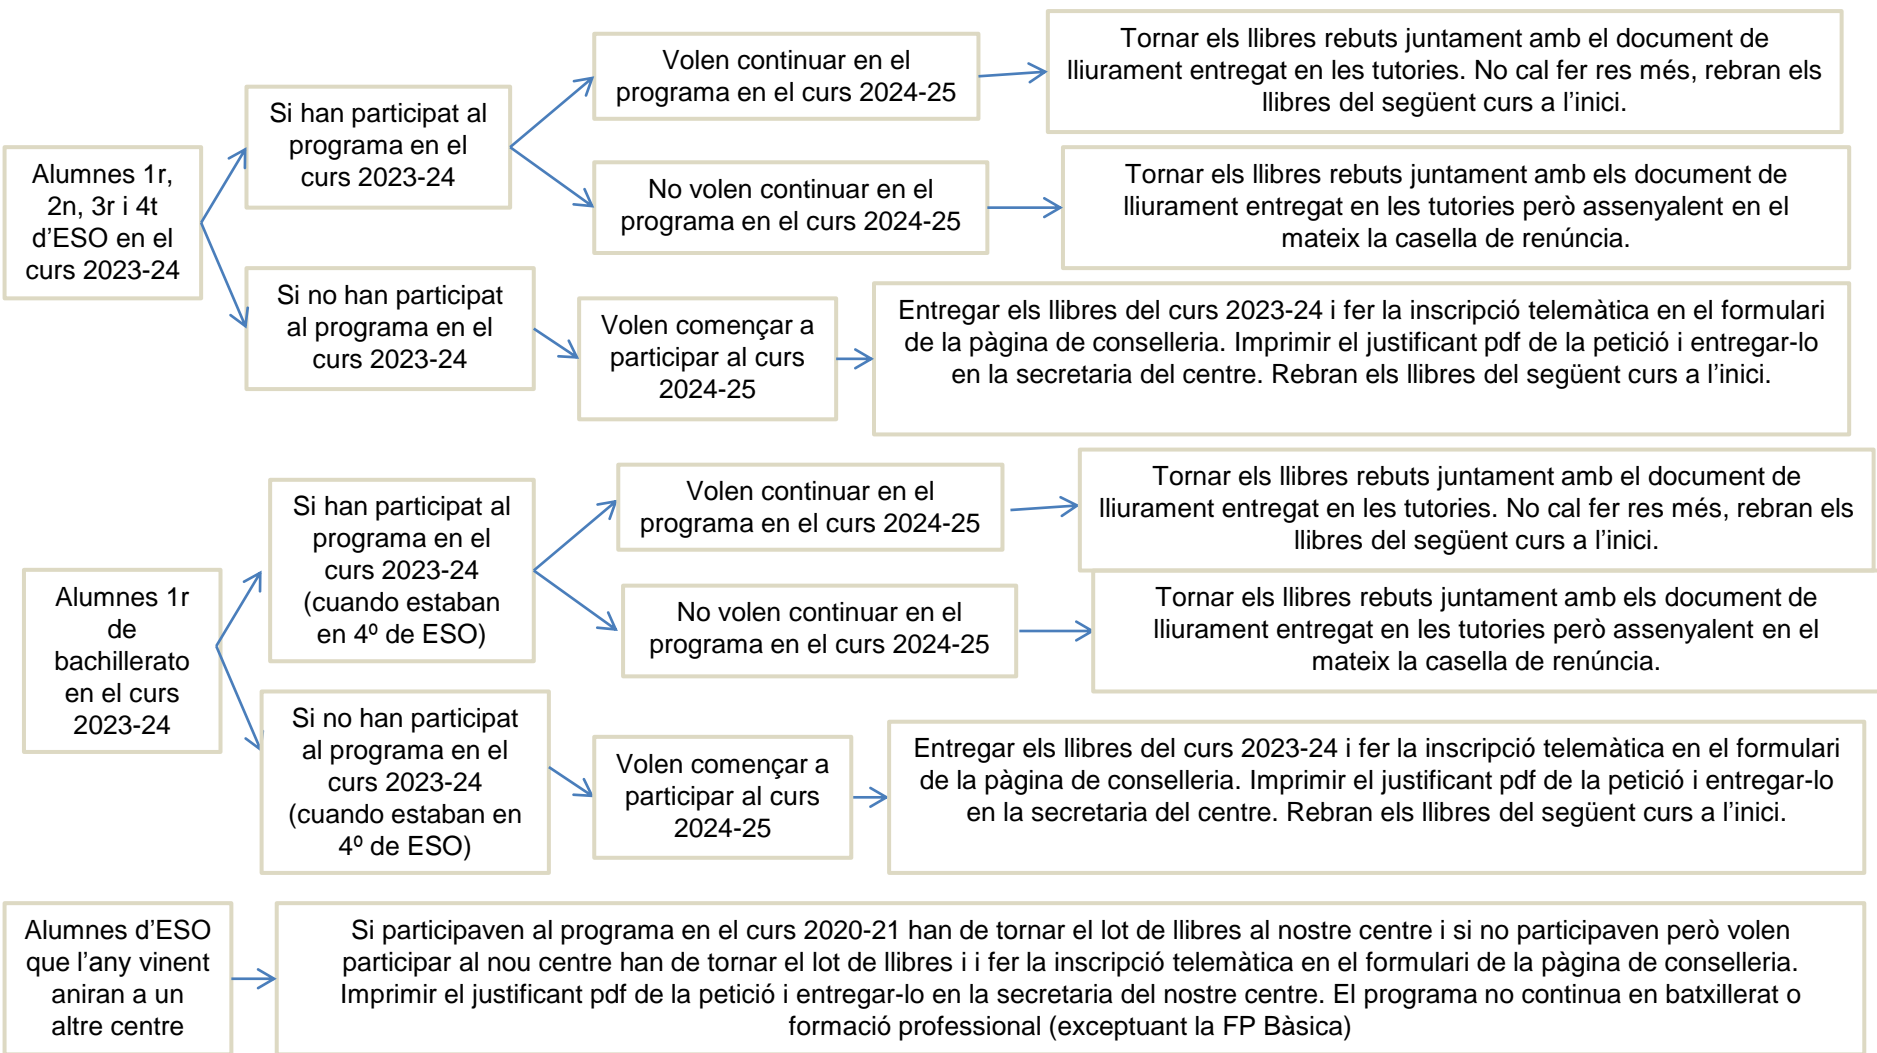 Alumnes 1r,
2n, 3r i 4t
d’ESO en el
curs 2023-24
Si han participat al
programa en el
curs 2023-24
Volen continuar en el
programa en el curs 2024-25
Tornar els llibres rebuts juntament amb el document de
lliurament entregat en les tutories. No cal fer res més, rebran els
llibres del següent curs a l’inici.
No volen continuar en el
programa en el curs 2024-25
Tornar els llibres rebuts juntament amb els document de
lliurament entregat en les tutories però assenyalent en el
mateix la casella de renúncia.
Si no han participat
al programa en el
curs 2023-24
Volen començar a
participar al curs
2024-25
Entregar els llibres del curs 2023-24 i fer la inscripció telemàtica en el formulari
de la pàgina de conselleria. Imprimir el justificant pdf de la petició i entregar-lo
en la secretaria del centre. Rebran els llibres del següent curs a l’inici.
Alumnes 1r
de
bachillerato
en el curs
2023-24
Si han participat al
programa en el
curs 2023-24
(cuando estaban
en 4º de ESO)
Volen continuar en el
programa en el curs 2024-25
Tornar els llibres rebuts juntament amb el document de
lliurament entregat en les tutories. No cal fer res més, rebran els
llibres del següent curs a l’inici.
No volen continuar en el
programa en el curs 2024-25
Tornar els llibres rebuts juntament amb els document de
lliurament entregat en les tutories però assenyalent en el
mateix la casella de renúncia.
Si no han participat
al programa en el
curs 2023-24
(cuando estaban en
4º de ESO)
Volen començar a
participar al curs
2024-25
Entregar els llibres del curs 2023-24 i fer la inscripció telemàtica en el formulari
de la pàgina de conselleria. Imprimir el justificant pdf de la petició i entregar-lo
en la secretaria del centre. Rebran els llibres del següent curs a l’inici.
Alumnes d’ESO
que l’any vinent
aniran a un
altre centre
Si participaven al programa en el curs 2020-21 han de tornar el lot de llibres al nostre centre i si no participaven però volen
participar al nou centre han de tornar el lot de llibres i i fer la inscripció telemàtica en el formulari de la pàgina de conselleria.
Imprimir el justificant pdf de la petició i entregar-lo en la secretaria del nostre centre. El programa no continua en batxillerat o
formació professional (exceptuant la FP Bàsica)